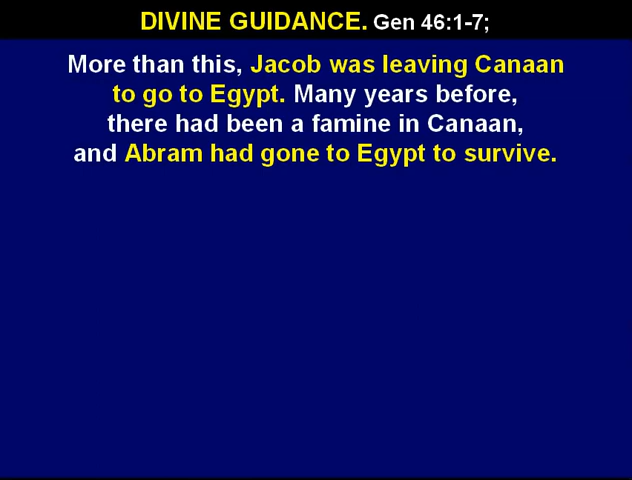 DIVINE GUIDANCE. Gen 46:1-7;
More than this, Jacob was leaving Canaan
to go to Egypt. Many years before,
there had been a famine in Canaan,
and Abram had gone to Egypt to survive.